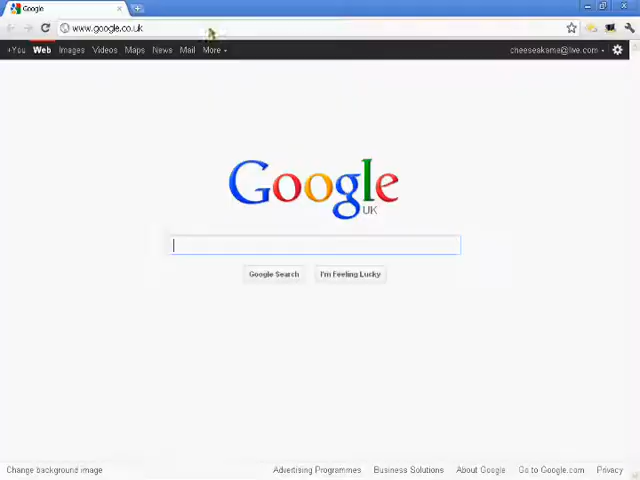 Google
www.google.co.uk
+You Web Images Videos Maps News Mail More cheeseakama@live.com
Google
UK
Google Search I'm Feeling Lucky
Change background image Advertising Programmes Business Solutions About Google Go to Google.com Privacy